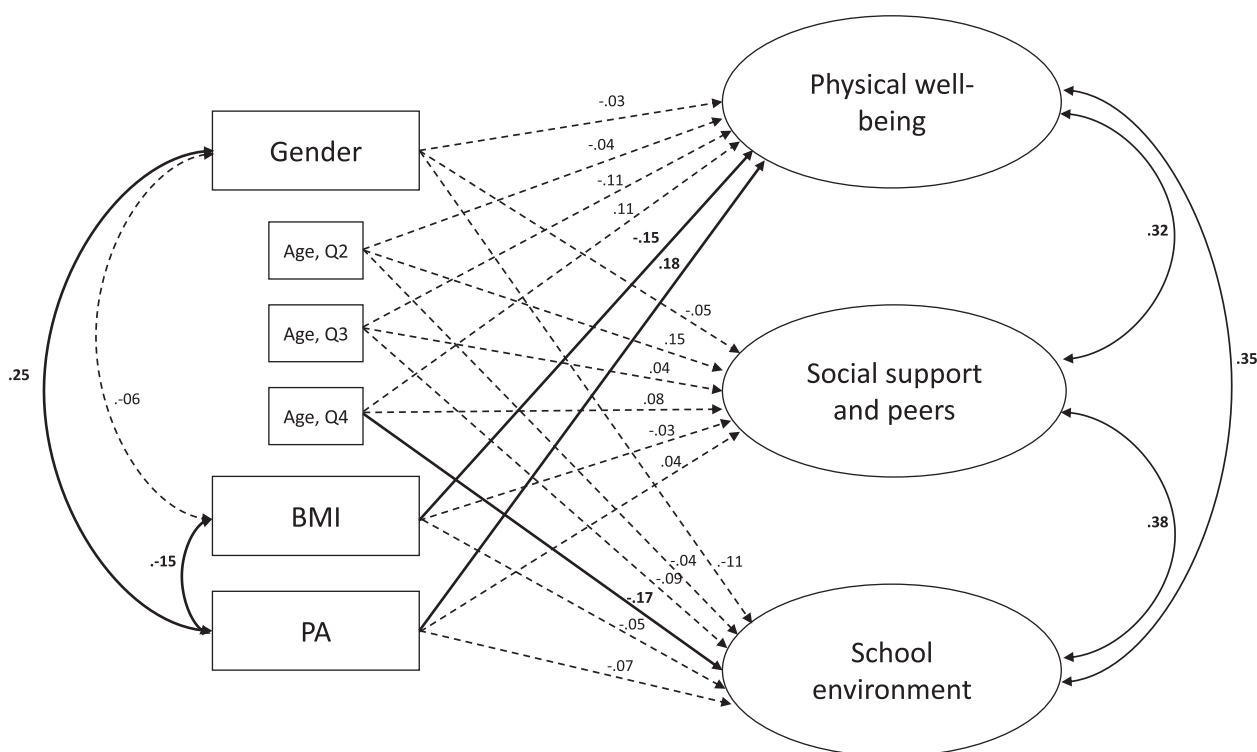 Physical well-
being
Gender
-.03
-.04
-.11
.11
-.15
.18
Age, Q2
.32
Age, Q3
-.05
.15
.04
.08
-.03
.04
Social support
and peers
.25
.-06
.35
Age, Q4
BMI
.-15
.38
-.04
-.11
-.09
-.17
-.05
-.07
PA
School
environment